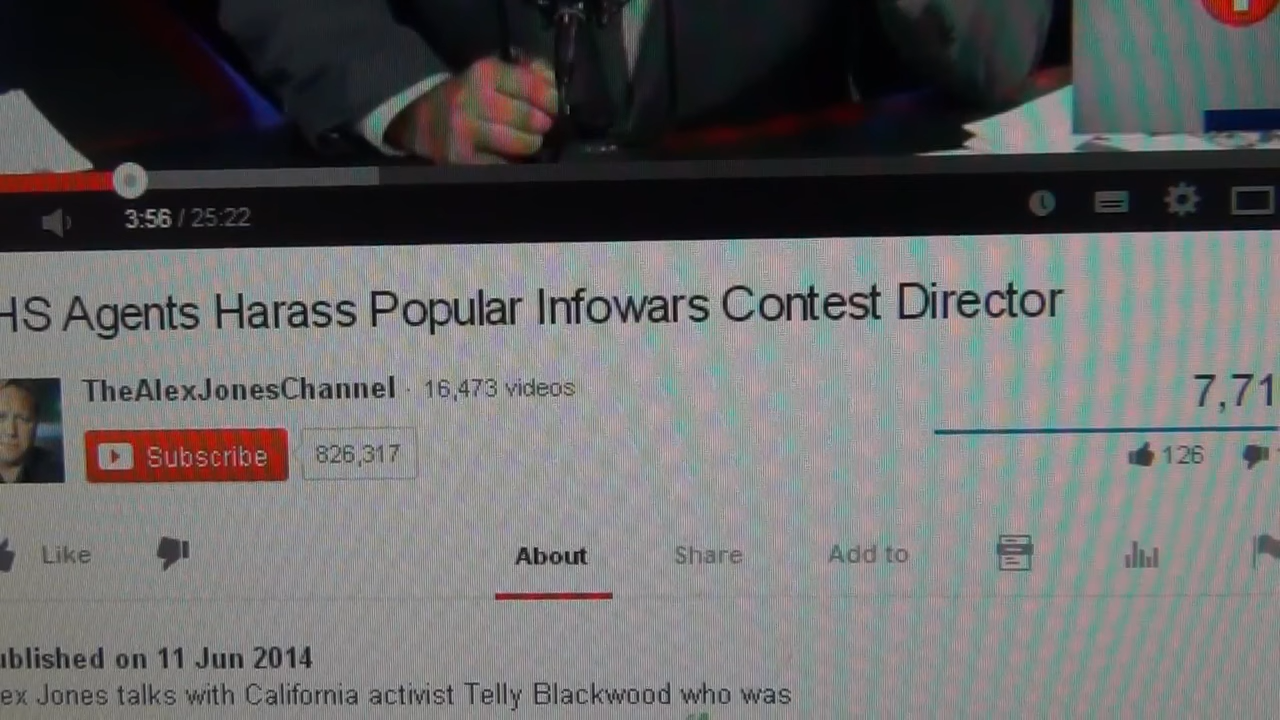 3:56 / 25:22
HS Agents Harass Popular Infowars Contest Director
TheAlexJonesChannel · 16,473 videos
7,71
Subscribe 826,317
126
Like
About
Share
Add to
ublished on 11 Jun 2014
ex Jones talks with California activist Telly Blackwood who was